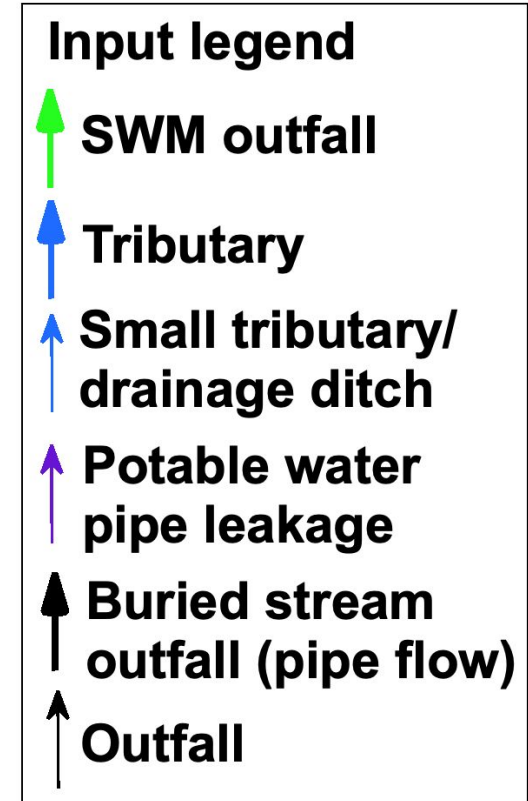 Input legend
SWM outfall
Tributary
Small tributary/
drainage ditch
Potable water
pipe leakage
Buried stream
outfall (pipe flow)
Outfall